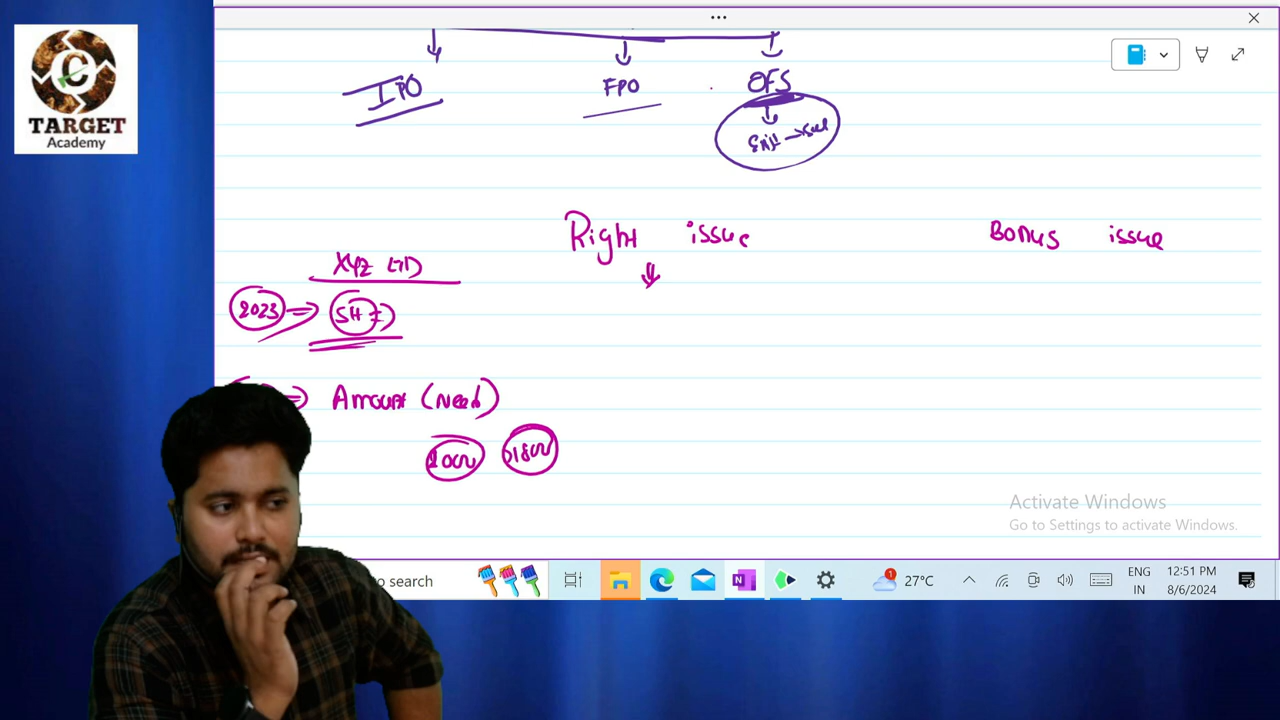 TARGET
Academy
IPO
FPO
OFS
Right issue
Bonus issue
XYZ LTD
2023 => SH
Amount (Need)
Activate Windows
Go to Settings to activate Windows.
o search
1
27°C
ENG
IN
12:51 PM
8/6/2024